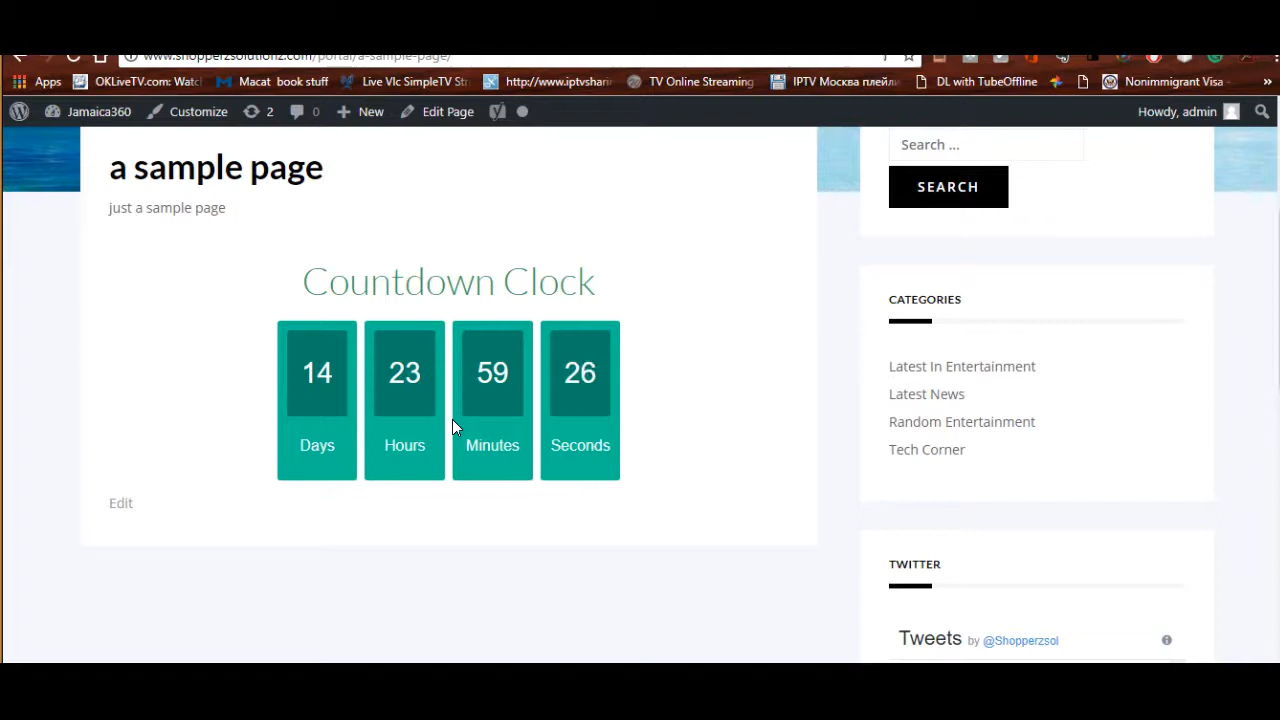 www.shopperzsolutionz.com/portal/a-sample-page/
Apps OKLiveTV.com: Watc Macat book stuff Live Vlc SimpleTV Str http://www.iptvsharin TV Online Streaming IPTV Москва плейли DL with TubeOffline Nonimmigrant Visa - »
Jamaica360 Customize 2 0 New Edit Page Howdy, admin
a sample page
just a sample page
Countdown Clock
14 23 59 26
Days Hours Minutes Seconds
Edit
Search ...
SEARCH
CATEGORIES
Latest In Entertainment
Latest News
Random Entertainment
Tech Corner
TWITTER
Tweets by @Shopperzsol